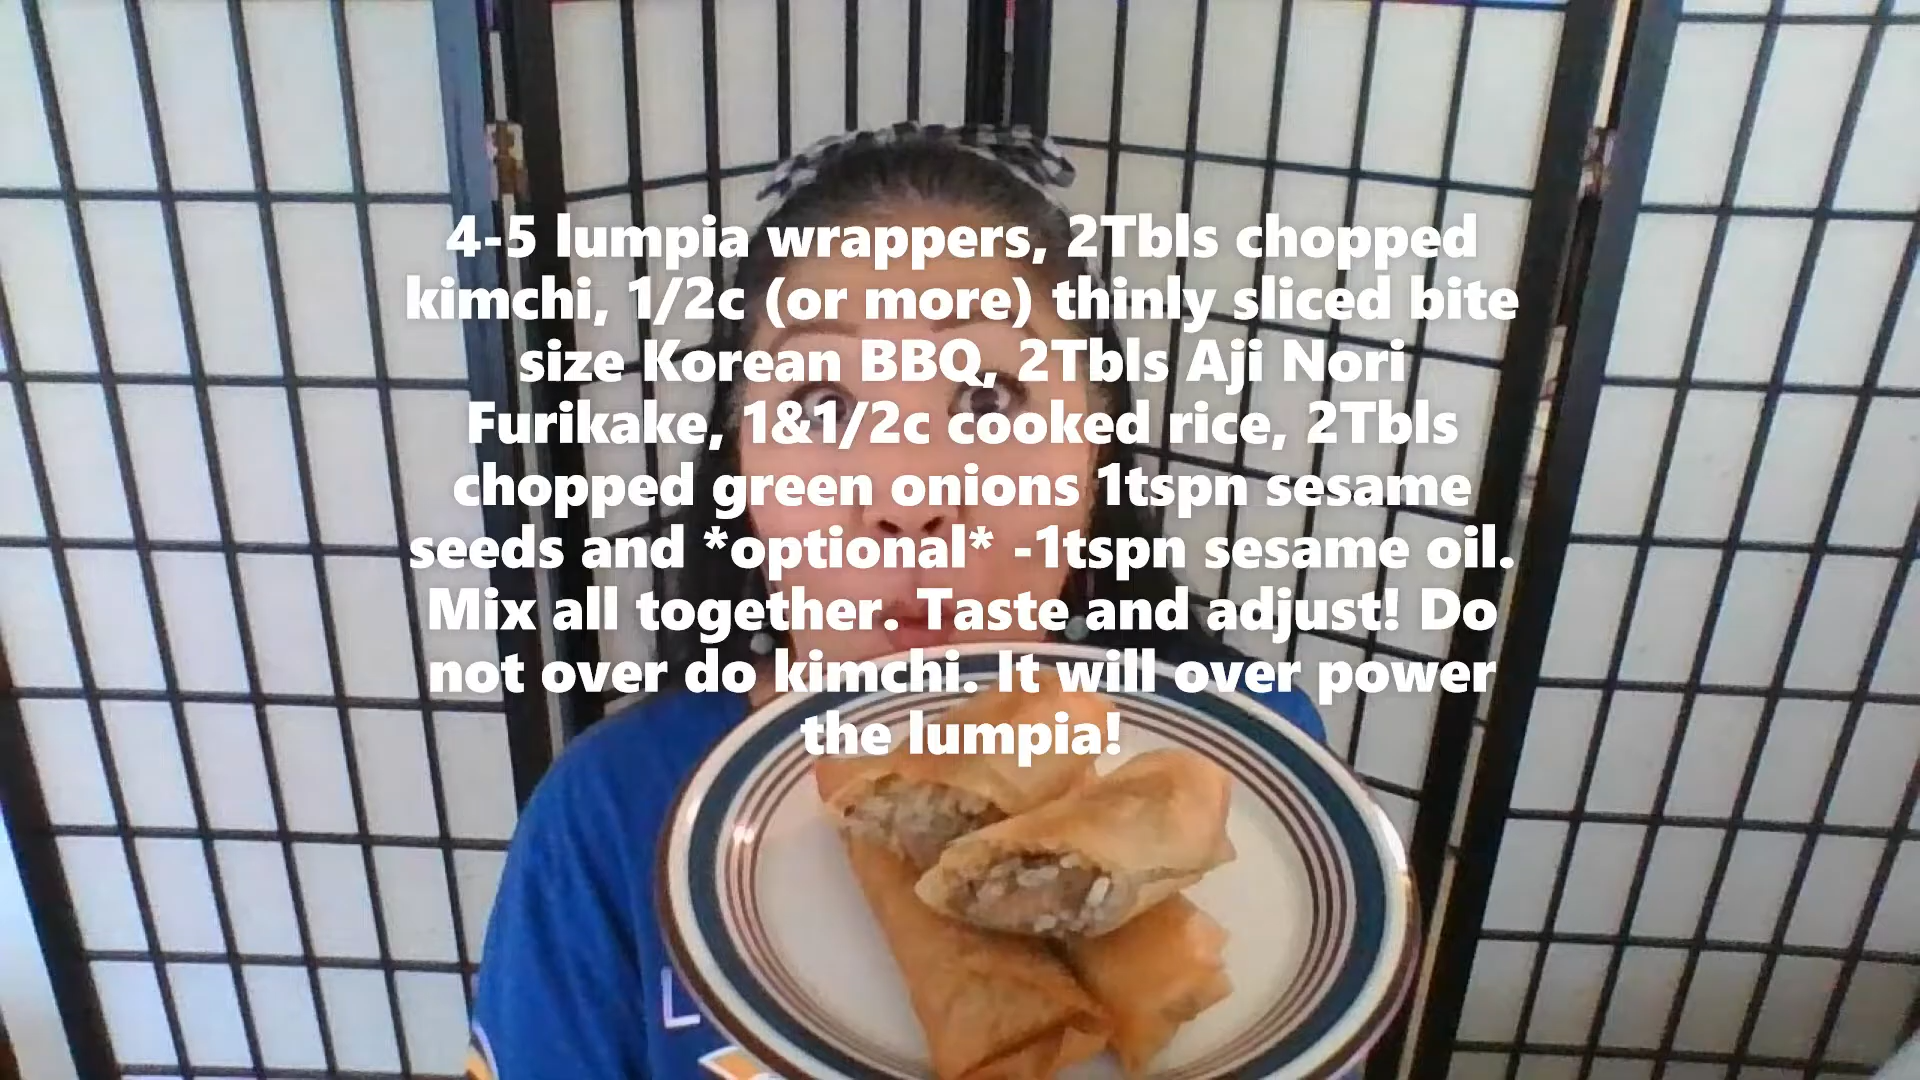 4-5 lumpia wrappers, 2Tbls chopped
kimchi, 1/2c (or more) thinly sliced bite
size Korean BBQ, 2Tbls Aji Nori
Furikake, 1&1/2c cooked rice, 2Tbls
chopped green onions 1tspn sesame
seeds and *optional* -1tspn sesame oil.
Mix all together. Taste and adjust! Do
not over do kimchi. It will over power
the lumpia!
L